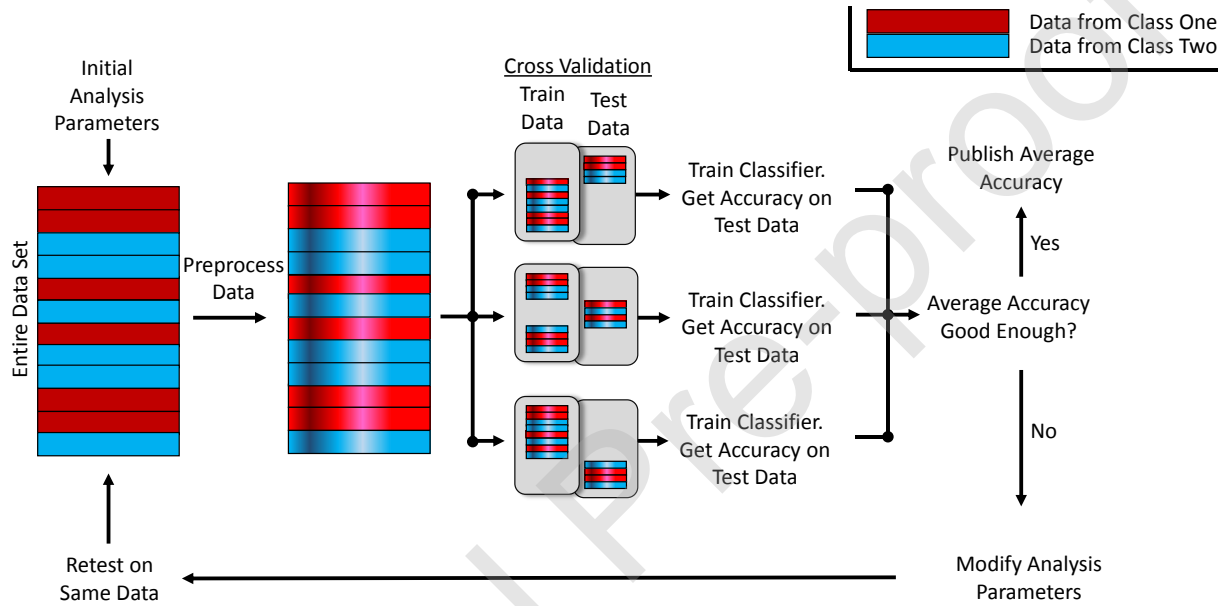 Data from Class One
Data from Class Two
Initial
Analysis
Parameters
Cross Validation
Train
Data
Test
Data
Entire Data Set
Preprocess
Data
Train Classifier.
Get Accuracy on
Test Data
Train Classifier.
Get Accuracy on
Test Data
Train Classifier.
Get Accuracy on
Test Data
Publish Average
Accuracy
Yes
Average Accuracy
Good Enough?
No
Modify Analysis
Parameters
Retest on
Same Data
l Pre-proof